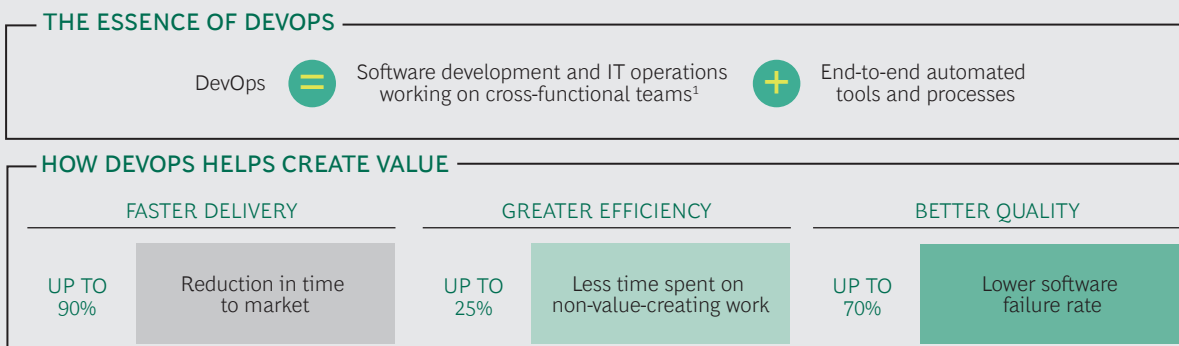 THE ESSENCE OF DEVOPS
DevOps = Software development and IT operations + End-to-end automated
working on cross-functional teams¹ tools and processes
HOW DEVOPS HELPS CREATE VALUE
FASTER DELIVERY
GREATER EFFICIENCY
BETTER QUALITY
UP TO
90%
Reduction in time
to market
UP TO
25%
Less time spent on
non-value-creating work
UP TO
70%
Lower software
failure rate